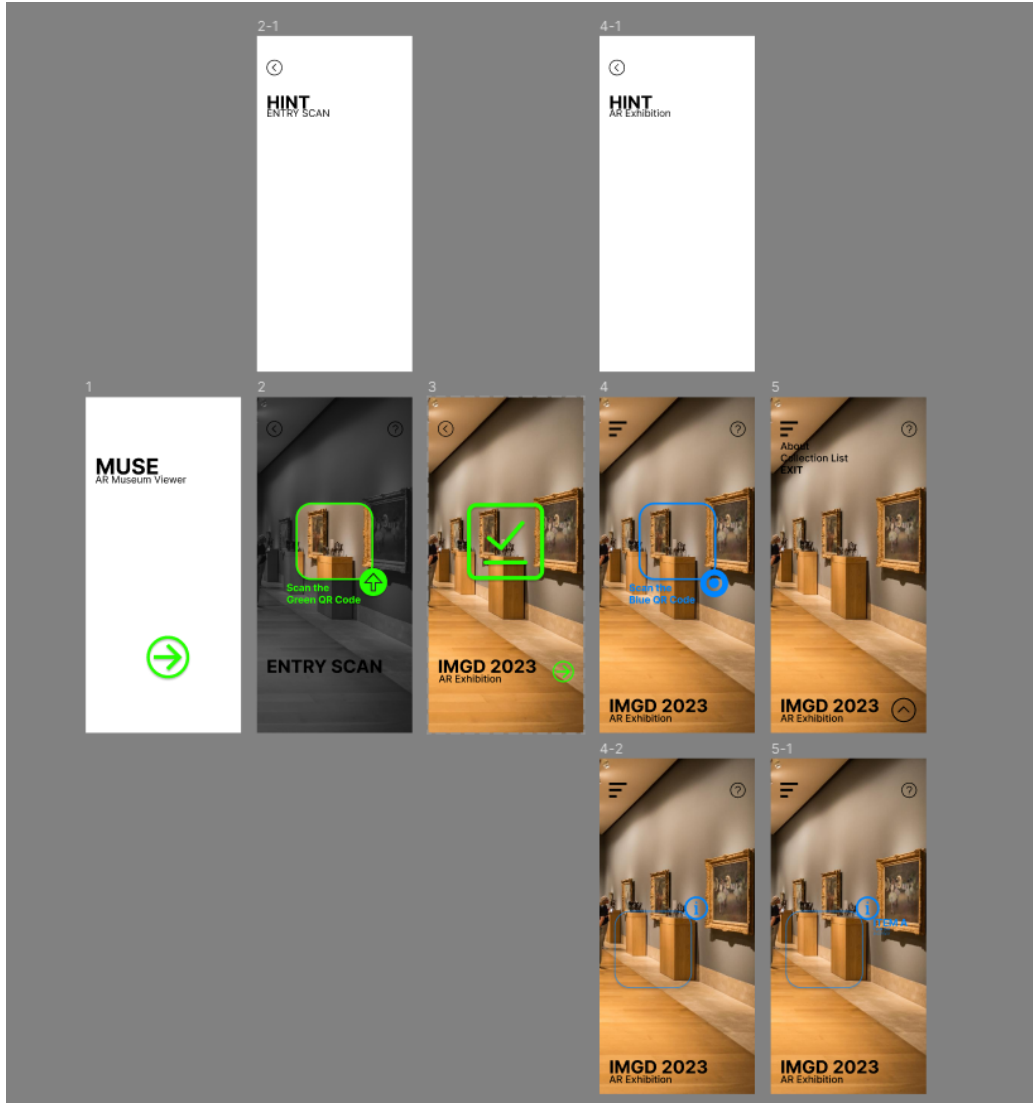 2-1
HINT
ENTRY SCAN
4-1
HINT
AR Exhibition
1
MUSE
AR Museum Viewer
2
Scan the
Green QR Code
ENTRY SCAN
3
IMGD 2023
AR Exhibition
4
Scan the
Blue QR Code
IMGD 2023
AR Exhibition
5
About
Collection List
EXIT
IMGD 2023
AR Exhibition
4-2
IMGD 2023
AR Exhibition
5-1
IMGD 2023
AR Exhibition